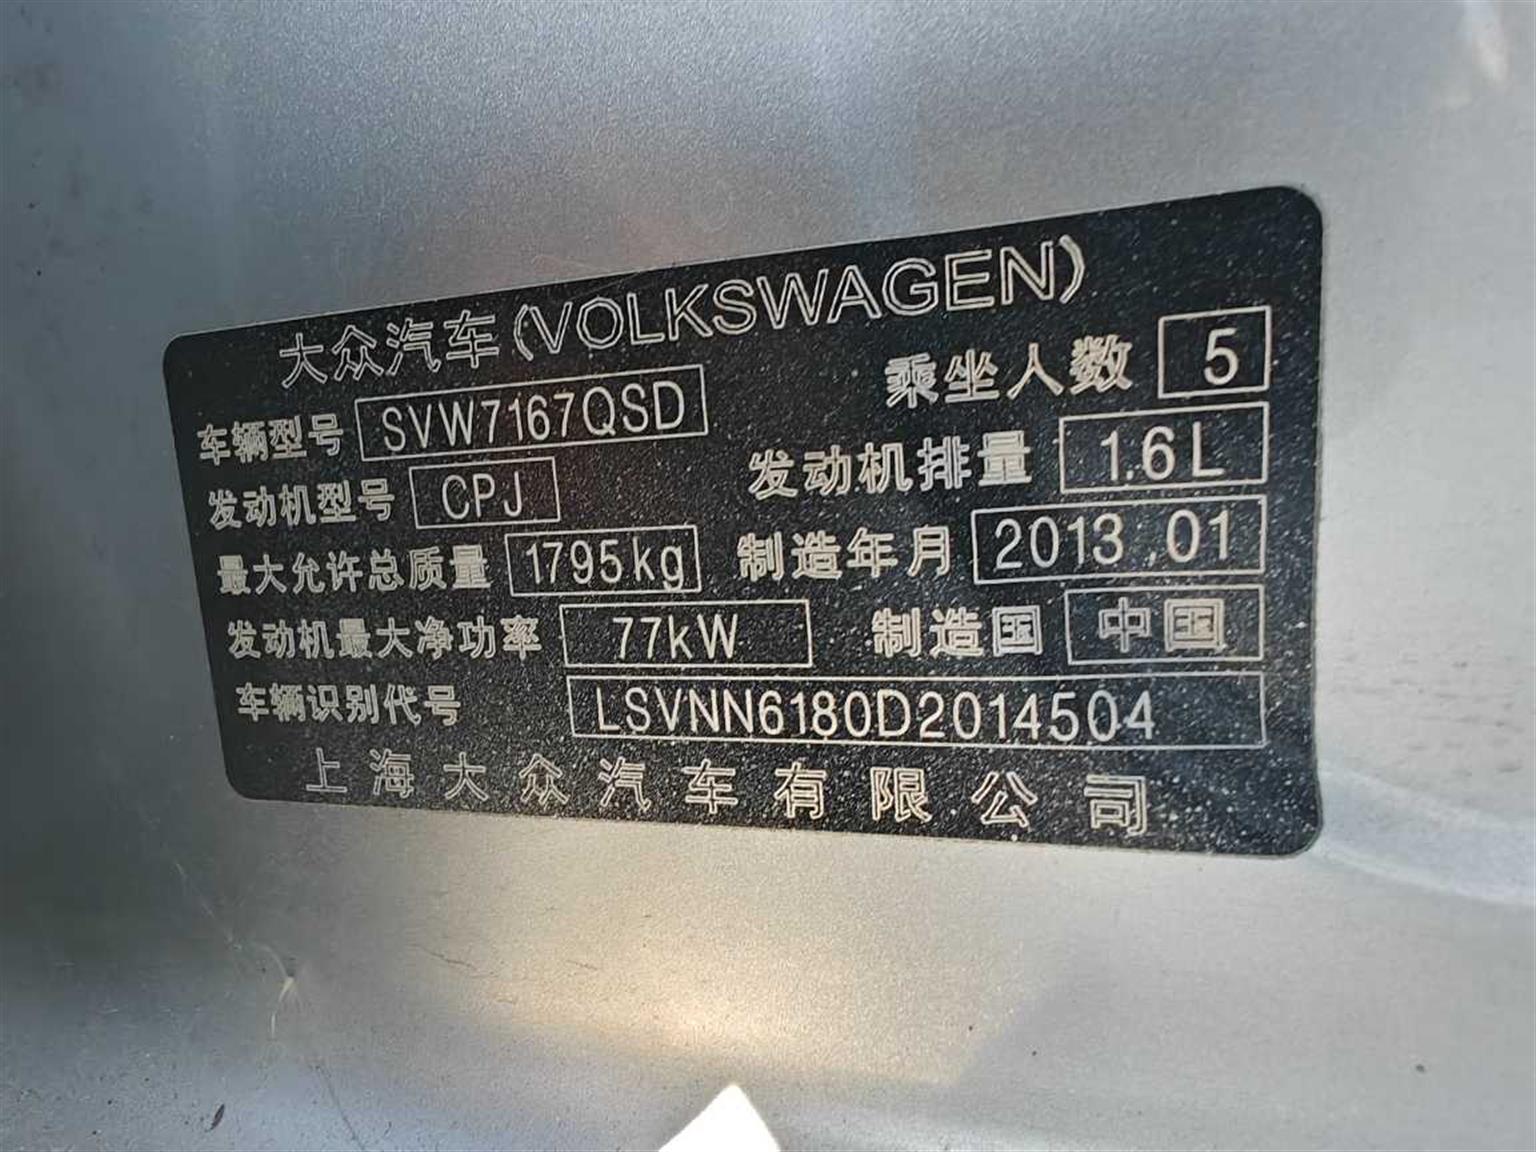 大众汽车(VOLKSWAGEN)
车辆型号 SVW7167QSD 乘坐人数 5
发动机型号 CPJ 发动机排量 1.6L
最大允许总质量 1795kg 制造年月 2013.01
发动机最大净功率 77kW 制造国 中国
车辆识别代号 LSVNN6180D2014504
上海大众汽车有限公司